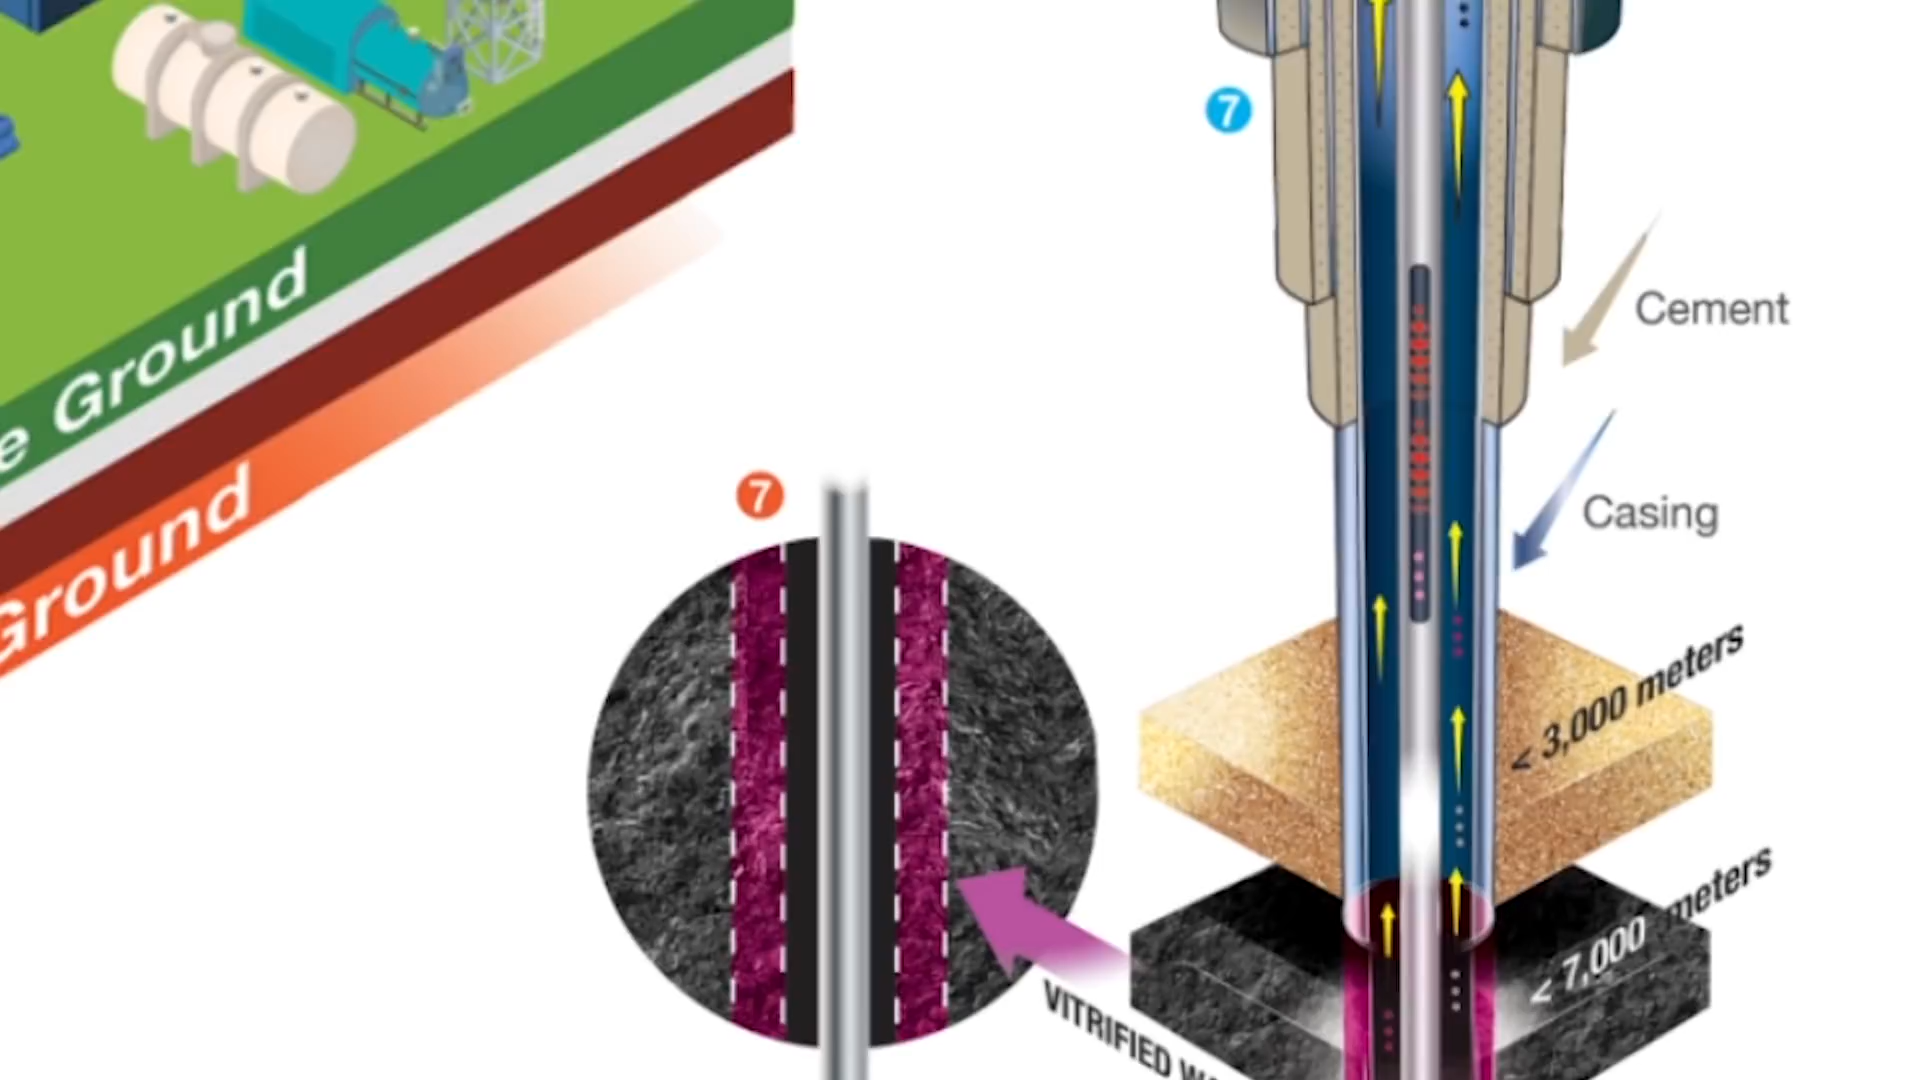 7
Cement
e Ground
Ground
7
Casing
< 3,000 meters
< 7,000 meters
VITRIFIED